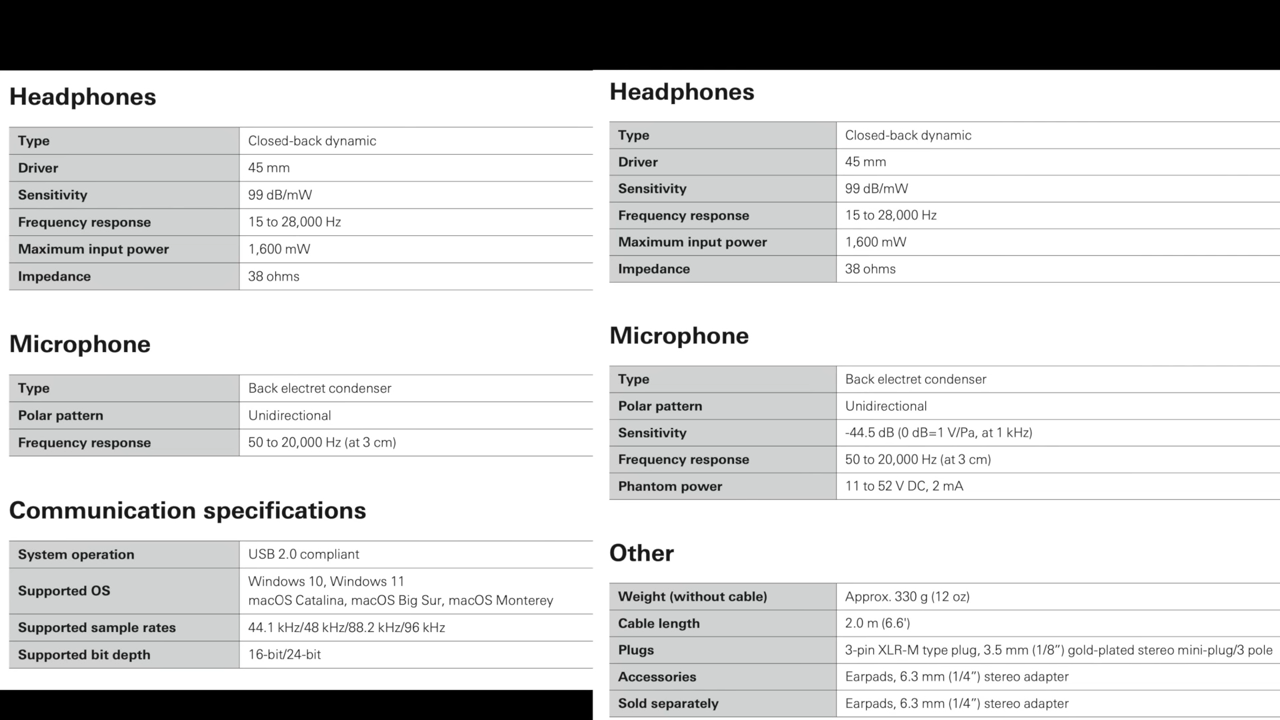 Headphones
Type Closed-back dynamic
Driver 45 mm
Sensitivity 99 dB/mW
Frequency response 15 to 28,000 Hz
Maximum input power 1,600 mW
Impedance 38 ohms
Microphone
Type Back electret condenser
Polar pattern Unidirectional
Frequency response 50 to 20,000 Hz (at 3 cm)
Communication specifications
System operation USB 2.0 compliant
Supported OS Windows 10, Windows 11
macOS Catalina, macOS Big Sur, macOS Monterey
Supported sample rates 44.1 kHz/48 kHz/88.2 kHz/96 kHz
Supported bit depth 16-bit/24-bit
Headphones
Type Closed-back dynamic
Driver 45 mm
Sensitivity 99 dB/mW
Frequency response 15 to 28,000 Hz
Maximum input power 1,600 mW
Impedance 38 ohms
Microphone
Type Back electret condenser
Polar pattern Unidirectional
Sensitivity -44.5 dB (0 dB=1 V/Pa, at 1 kHz)
Frequency response 50 to 20,000 Hz (at 3 cm)
Phantom power 11 to 52 V DC, 2 mA
Other
Weight (without cable) Approx. 330 g (12 oz)
Cable length 2.0 m (6.6')
Plugs 3-pin XLR-M type plug, 3.5 mm (1/8") gold-plated stereo mini-plug/3 pole
Accessories Earpads, 6.3 mm (1/4") stereo adapter
Sold separately Earpads, 6.3 mm (1/4") stereo adapter